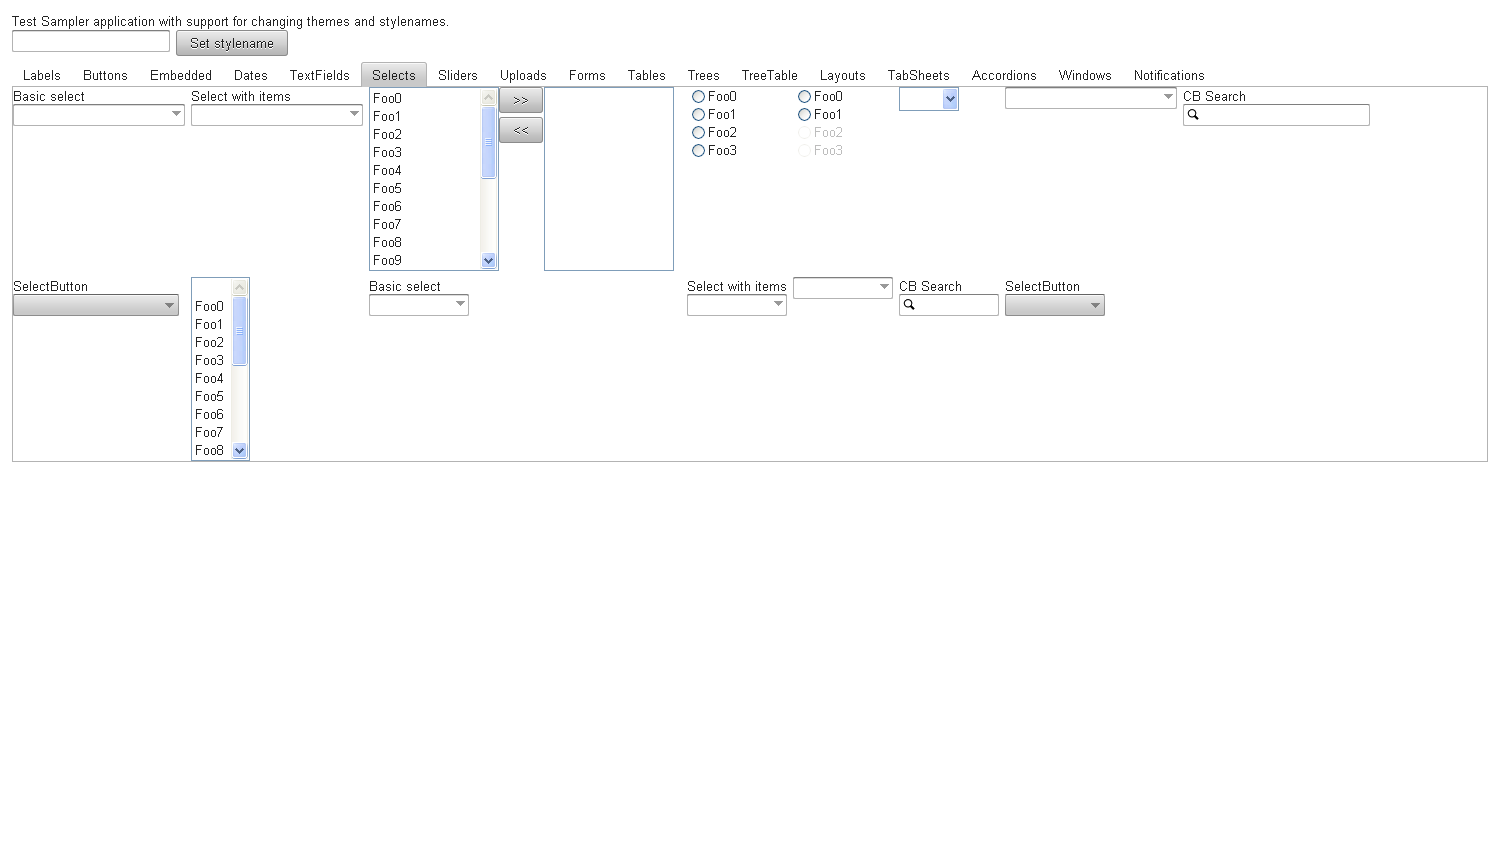 Test Sampler application with support for changing themes and stylenames.
Set stylename
Labels Buttons Embedded Dates TextFields Selects Sliders Uploads Forms Tables Trees TreeTable Layouts TabSheets Accordions Windows Notifications
Basic select
Select with items
Foo0
Foo1
Foo2
Foo3
Foo4
Foo5
Foo6
Foo7
Foo8
Foo9
>>
<<
Foo0
Foo1
Foo2
Foo3
Foo0
Foo1
Foo2
Foo3
CB Search
SelectButton
Foo0
Foo1
Foo2
Foo3
Foo4
Foo5
Foo6
Foo7
Foo8
Basic select
Select with items
CB Search
SelectButton